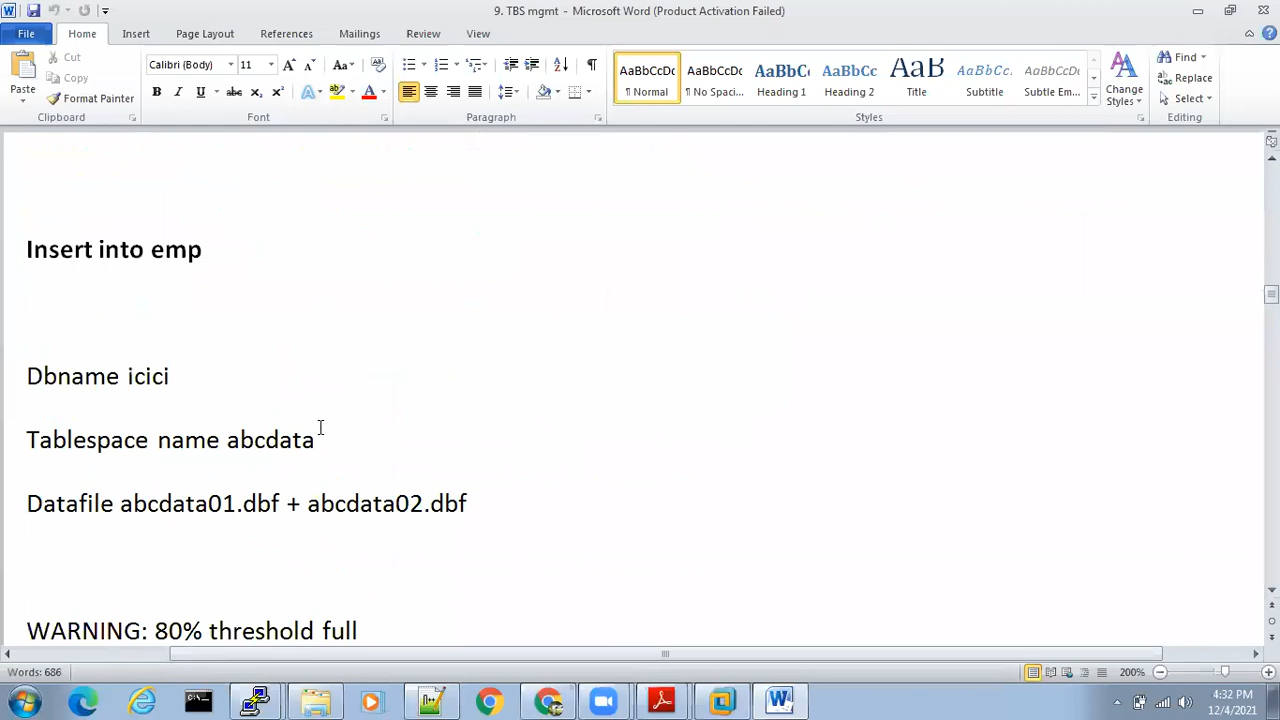 9. TBS mgmt - Microsoft Word (Product Activation Failed)
File Home Insert Page Layout References Mailings Review View
Paste
Cut
Copy
Format Painter
Clipboard
Calibri (Body) 11
Font
Paragraph
AaBbCcDc AaBbCcDc AaBbCc AaBbCc AaB AaBbCc. AaBbCcDc
¶ Normal ¶ No Spaci... Heading 1 Heading 2 Title Subtitle Subtle Em...
Change Styles
Styles
Find
Replace
Select
Editing
Insert into emp
Dbname icici
Tablespace name abcdata
Datafile abcdata01.dbf + abcdata02.dbf
WARNING: 80% threshold full
Words: 686
200%
4:32 PM
12/4/2021